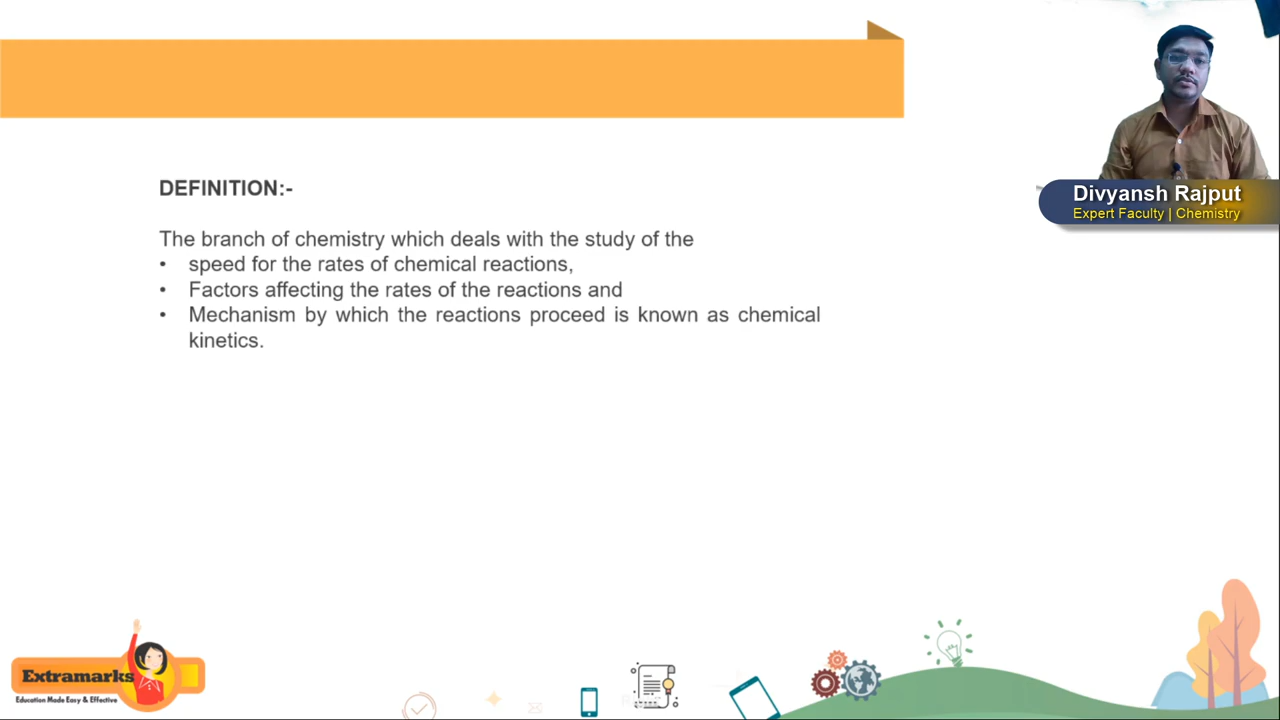 Divyansh Rajput
Expert Faculty | Chemistry
DEFINITION:-
The branch of chemistry which deals with the study of the
• speed for the rates of chemical reactions,
• Factors affecting the rates of the reactions and
• Mechanism by which the reactions proceed is known as chemical
kinetics.
Extramarks
Education Made Easy & Effective